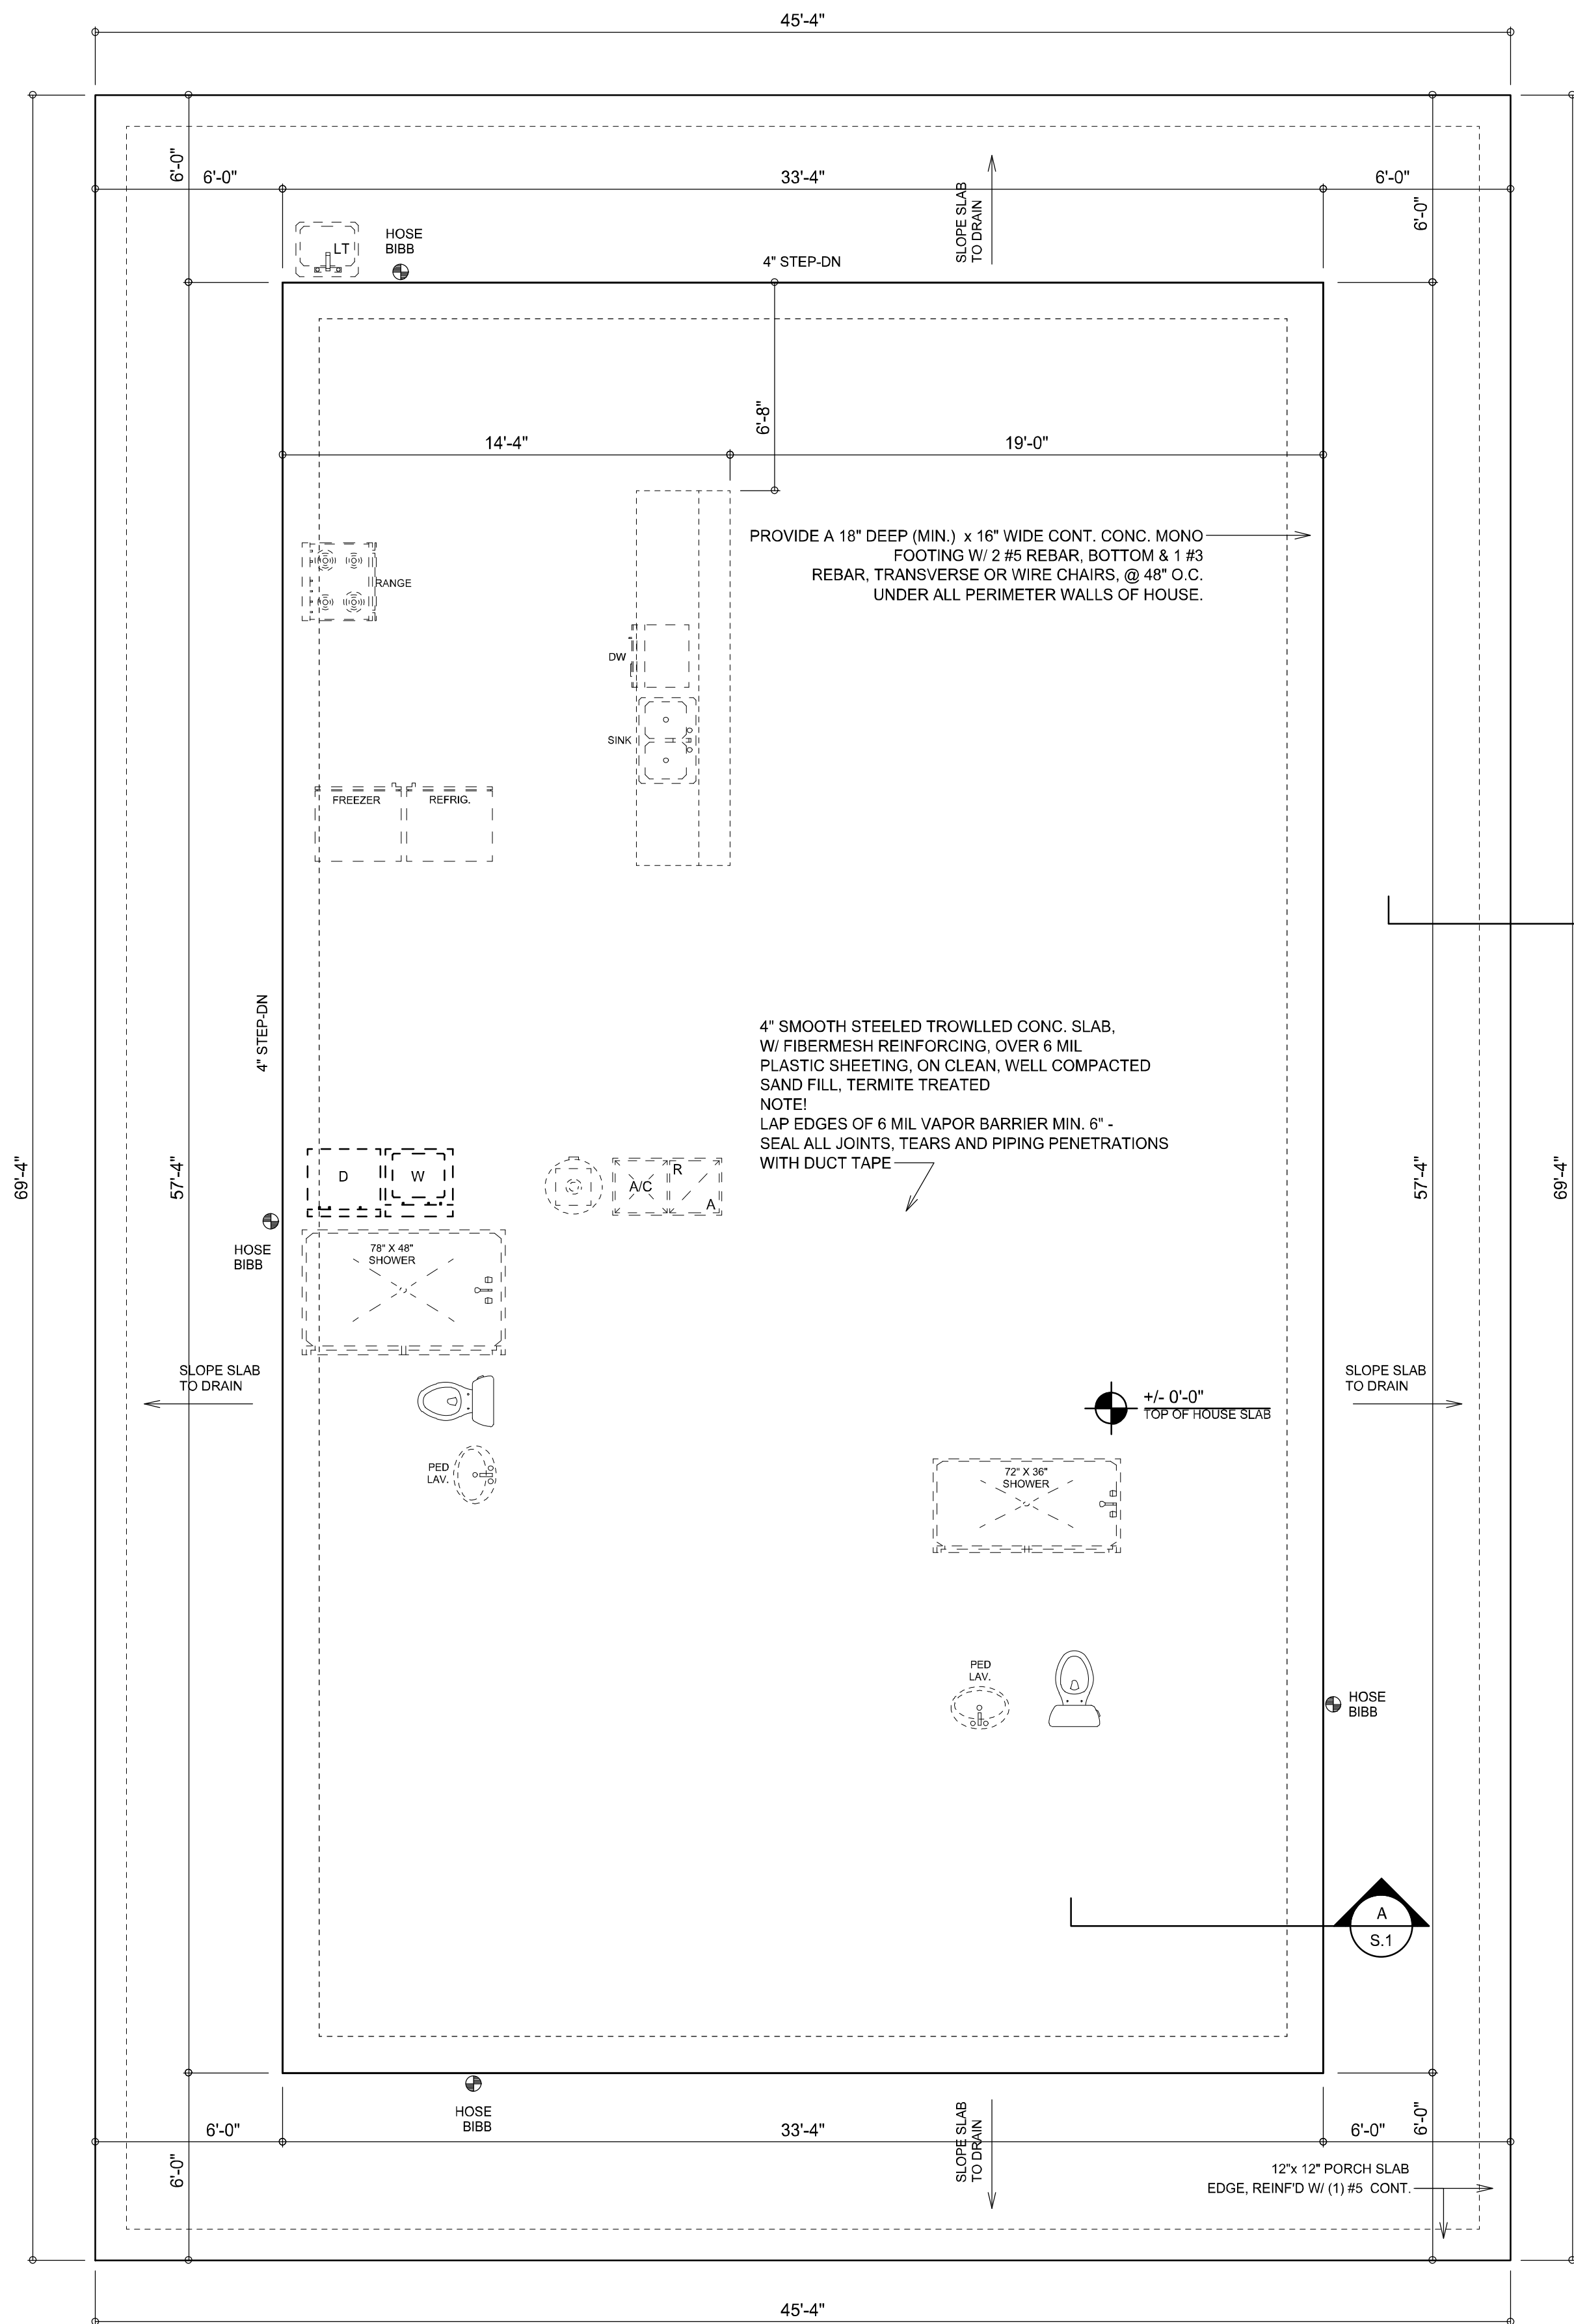 45'-4"
6'-0"
6'-0"
33'-4"
6'-0"
6'-0"
SLOPE SLAB
TO DRAIN
LT
HOSE
BIBB
4" STEP-DN
6'-8"
14'-4"
19'-0"
PROVIDE A 18" DEEP (MIN.) x 16" WIDE CONT. CONC. MONO
FOOTING W/ 2 #5 REBAR, BOTTOM & 1 #3
REBAR, TRANSVERSE OR WIRE CHAIRS, @ 48" O.C.
UNDER ALL PERIMETER WALLS OF HOUSE.
RANGE
DW
SINK
FREEZER
REFRIG.
4" STEP-DN
4" SMOOTH STEELED TROWLLED CONC. SLAB,
W/ FIBERMESH REINFORCING, OVER 6 MIL
PLASTIC SHEETING, ON CLEAN, WELL COMPACTED
SAND FILL, TERMITE TREATED
NOTE!
LAP EDGES OF 6 MIL VAPOR BARRIER MIN. 6" -
SEAL ALL JOINTS, TEARS AND PIPING PENETRATIONS
WITH DUCT TAPE
69'-4"
57'-4"
D
W
A/C
R
A
57'-4"
69'-4"
HOSE
BIBB
78" X 48"
SHOWER
SLOPE SLAB
TO DRAIN
SLOPE SLAB
TO DRAIN
+/- 0'-0"
TOP OF HOUSE SLAB
PED
LAV.
72" X 36"
SHOWER
PED
LAV.
HOSE
BIBB
A
S.1
HOSE
BIBB
6'-0"
33'-4"
6'-0"
6'-0"
6'-0"
SLOPE SLAB
TO DRAIN
12"x 12" PORCH SLAB
EDGE, REINF'D W/ (1) #5 CONT.
45'-4"